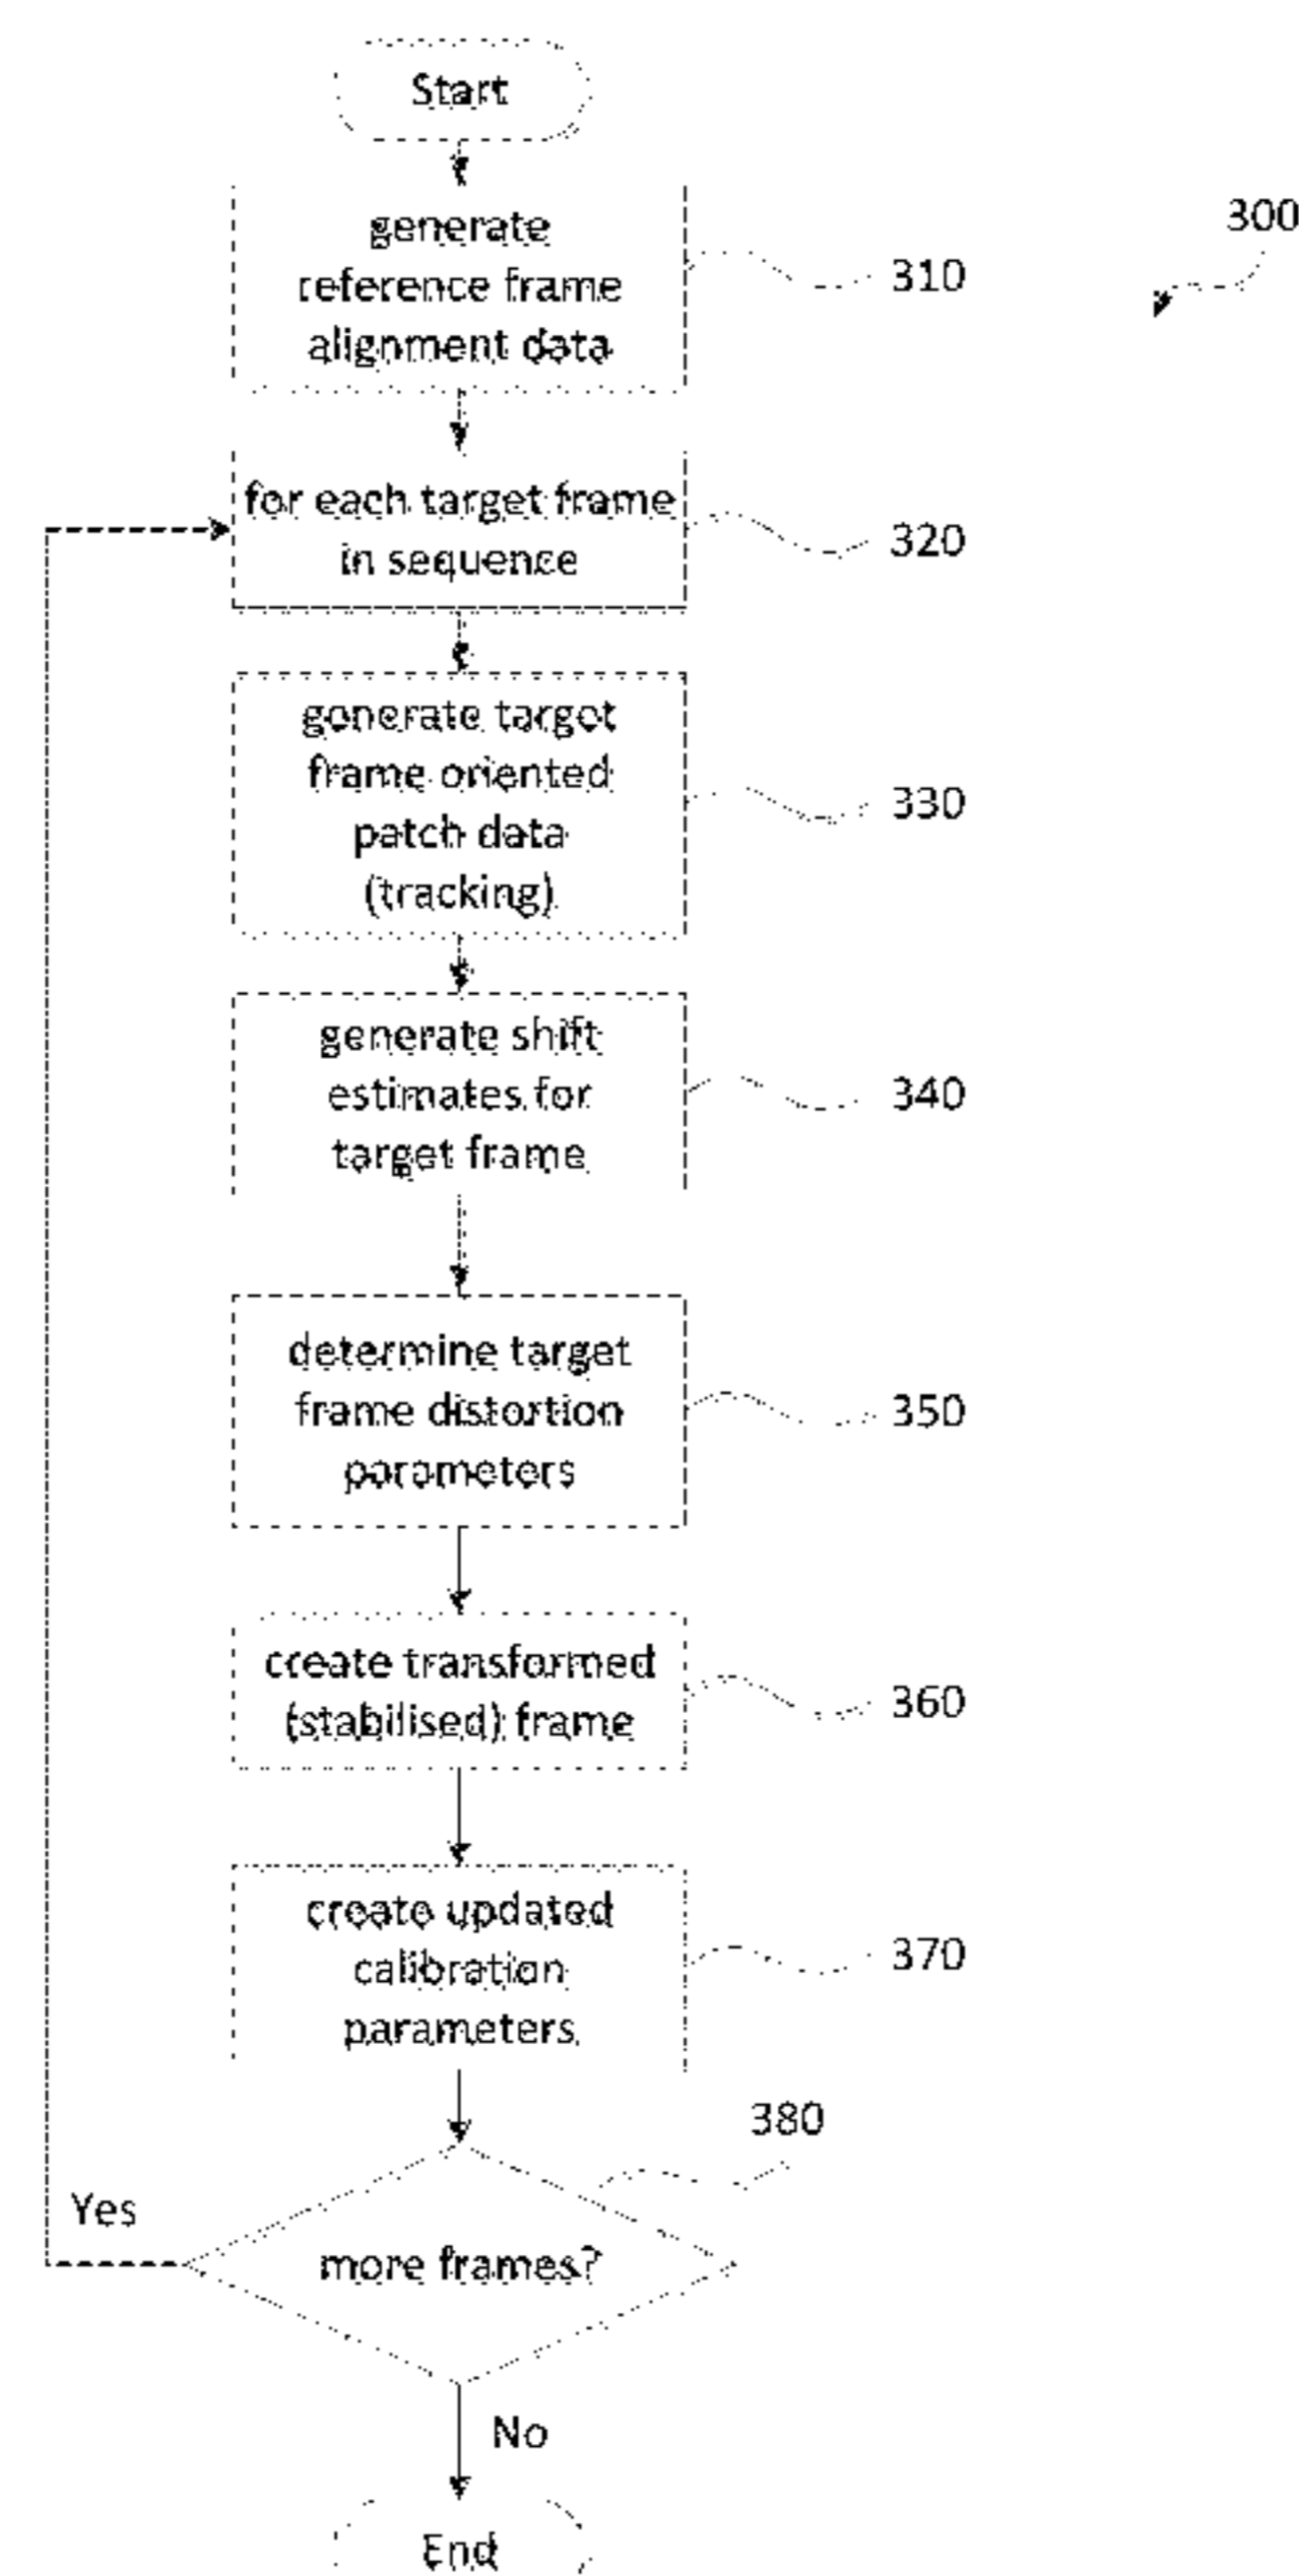 Start
300
generate
reference frame
alignment data
310
for each target frame
in sequence
320
generate target
frame oriented
patch data
(tracking)
330
generate shift
estimates for
target frame
340
determine target
frame distortion
parameters
350
create transformed
(stabilised) frame
360
create updated
calibration
parameters
370
380
Yes
more frames?
No
End